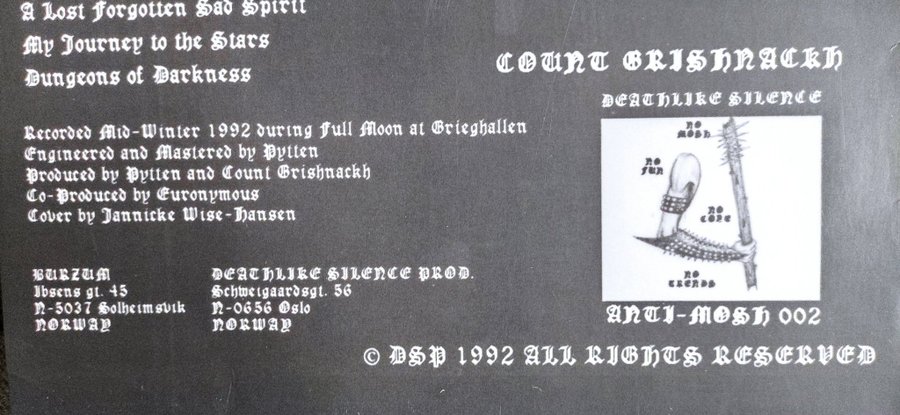 A Lost Forgotten Sad Spirit
My Journey to the Stars
Dungeons of Darkness
Recorded Mid-Winter 1992 during Full Moon at Grieghallen
Engineered and Mastered by Pytten
Produced by Pytten and Count Grishnackh
Co-Produced by Euronymous
Cover by Jannicke Wise-Hansen
BURZUM
Ibsens gt. 45
N-5037 Solheimsvik
NORWAY
DEATHLIKE SILENCE PROD.
Schweigaardsgt. 56
N-0656 Oslo
NORWAY
COUNT GRISHNACKH
DEATHLIKE SILENCE
NO
MOSH
NO
FUN
NO
CORE
NO
TRENDS
ANTI-MOSH 002
© DSP 1992 ALL RIGHTS RESERVED